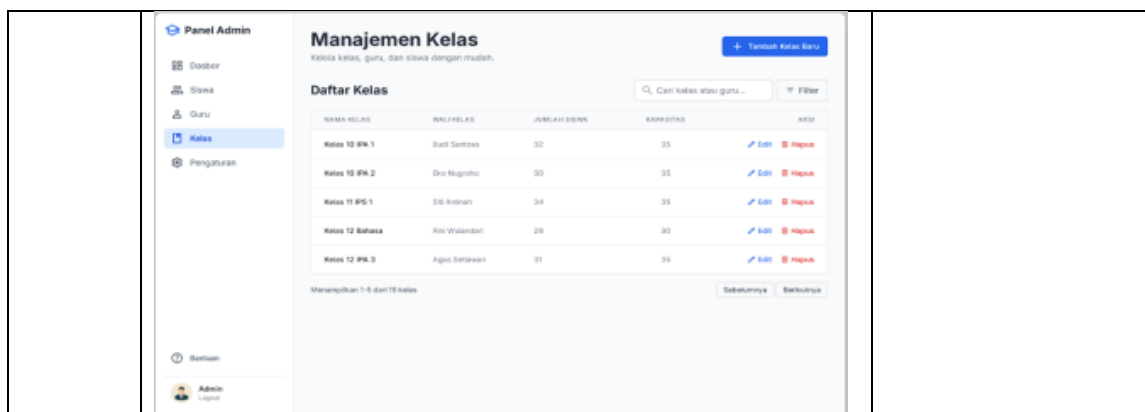 Panel Admin
Dasbor
Siswa
Guru
Kelas
Pengaturan
Bantuan
Admin
Logout
Manajemen Kelas
Kelola kelas, guru, dan siswa dengan mudah.
+ Tambah Kelas Baru
Daftar Kelas
Cari kelas atau guru...
Filter
NAMA KELAS WALI KELAS JUMLAH SISWA KAPASITAS AKSI
Kelas 10 IPA 1 Budi Santoso 32 35 Edit Hapus
Kelas 10 IPA 2 Eko Nugroho 30 35 Edit Hapus
Kelas 11 IPS 1 Siti Aminah 34 35 Edit Hapus
Kelas 12 Bahasa Rini Wulandari 28 30 Edit Hapus
Kelas 12 IPA 3 Agus Setiawan 31 35 Edit Hapus
Menampilkan 1-5 dari 15 kelas
Sebelumnya Berikutnya